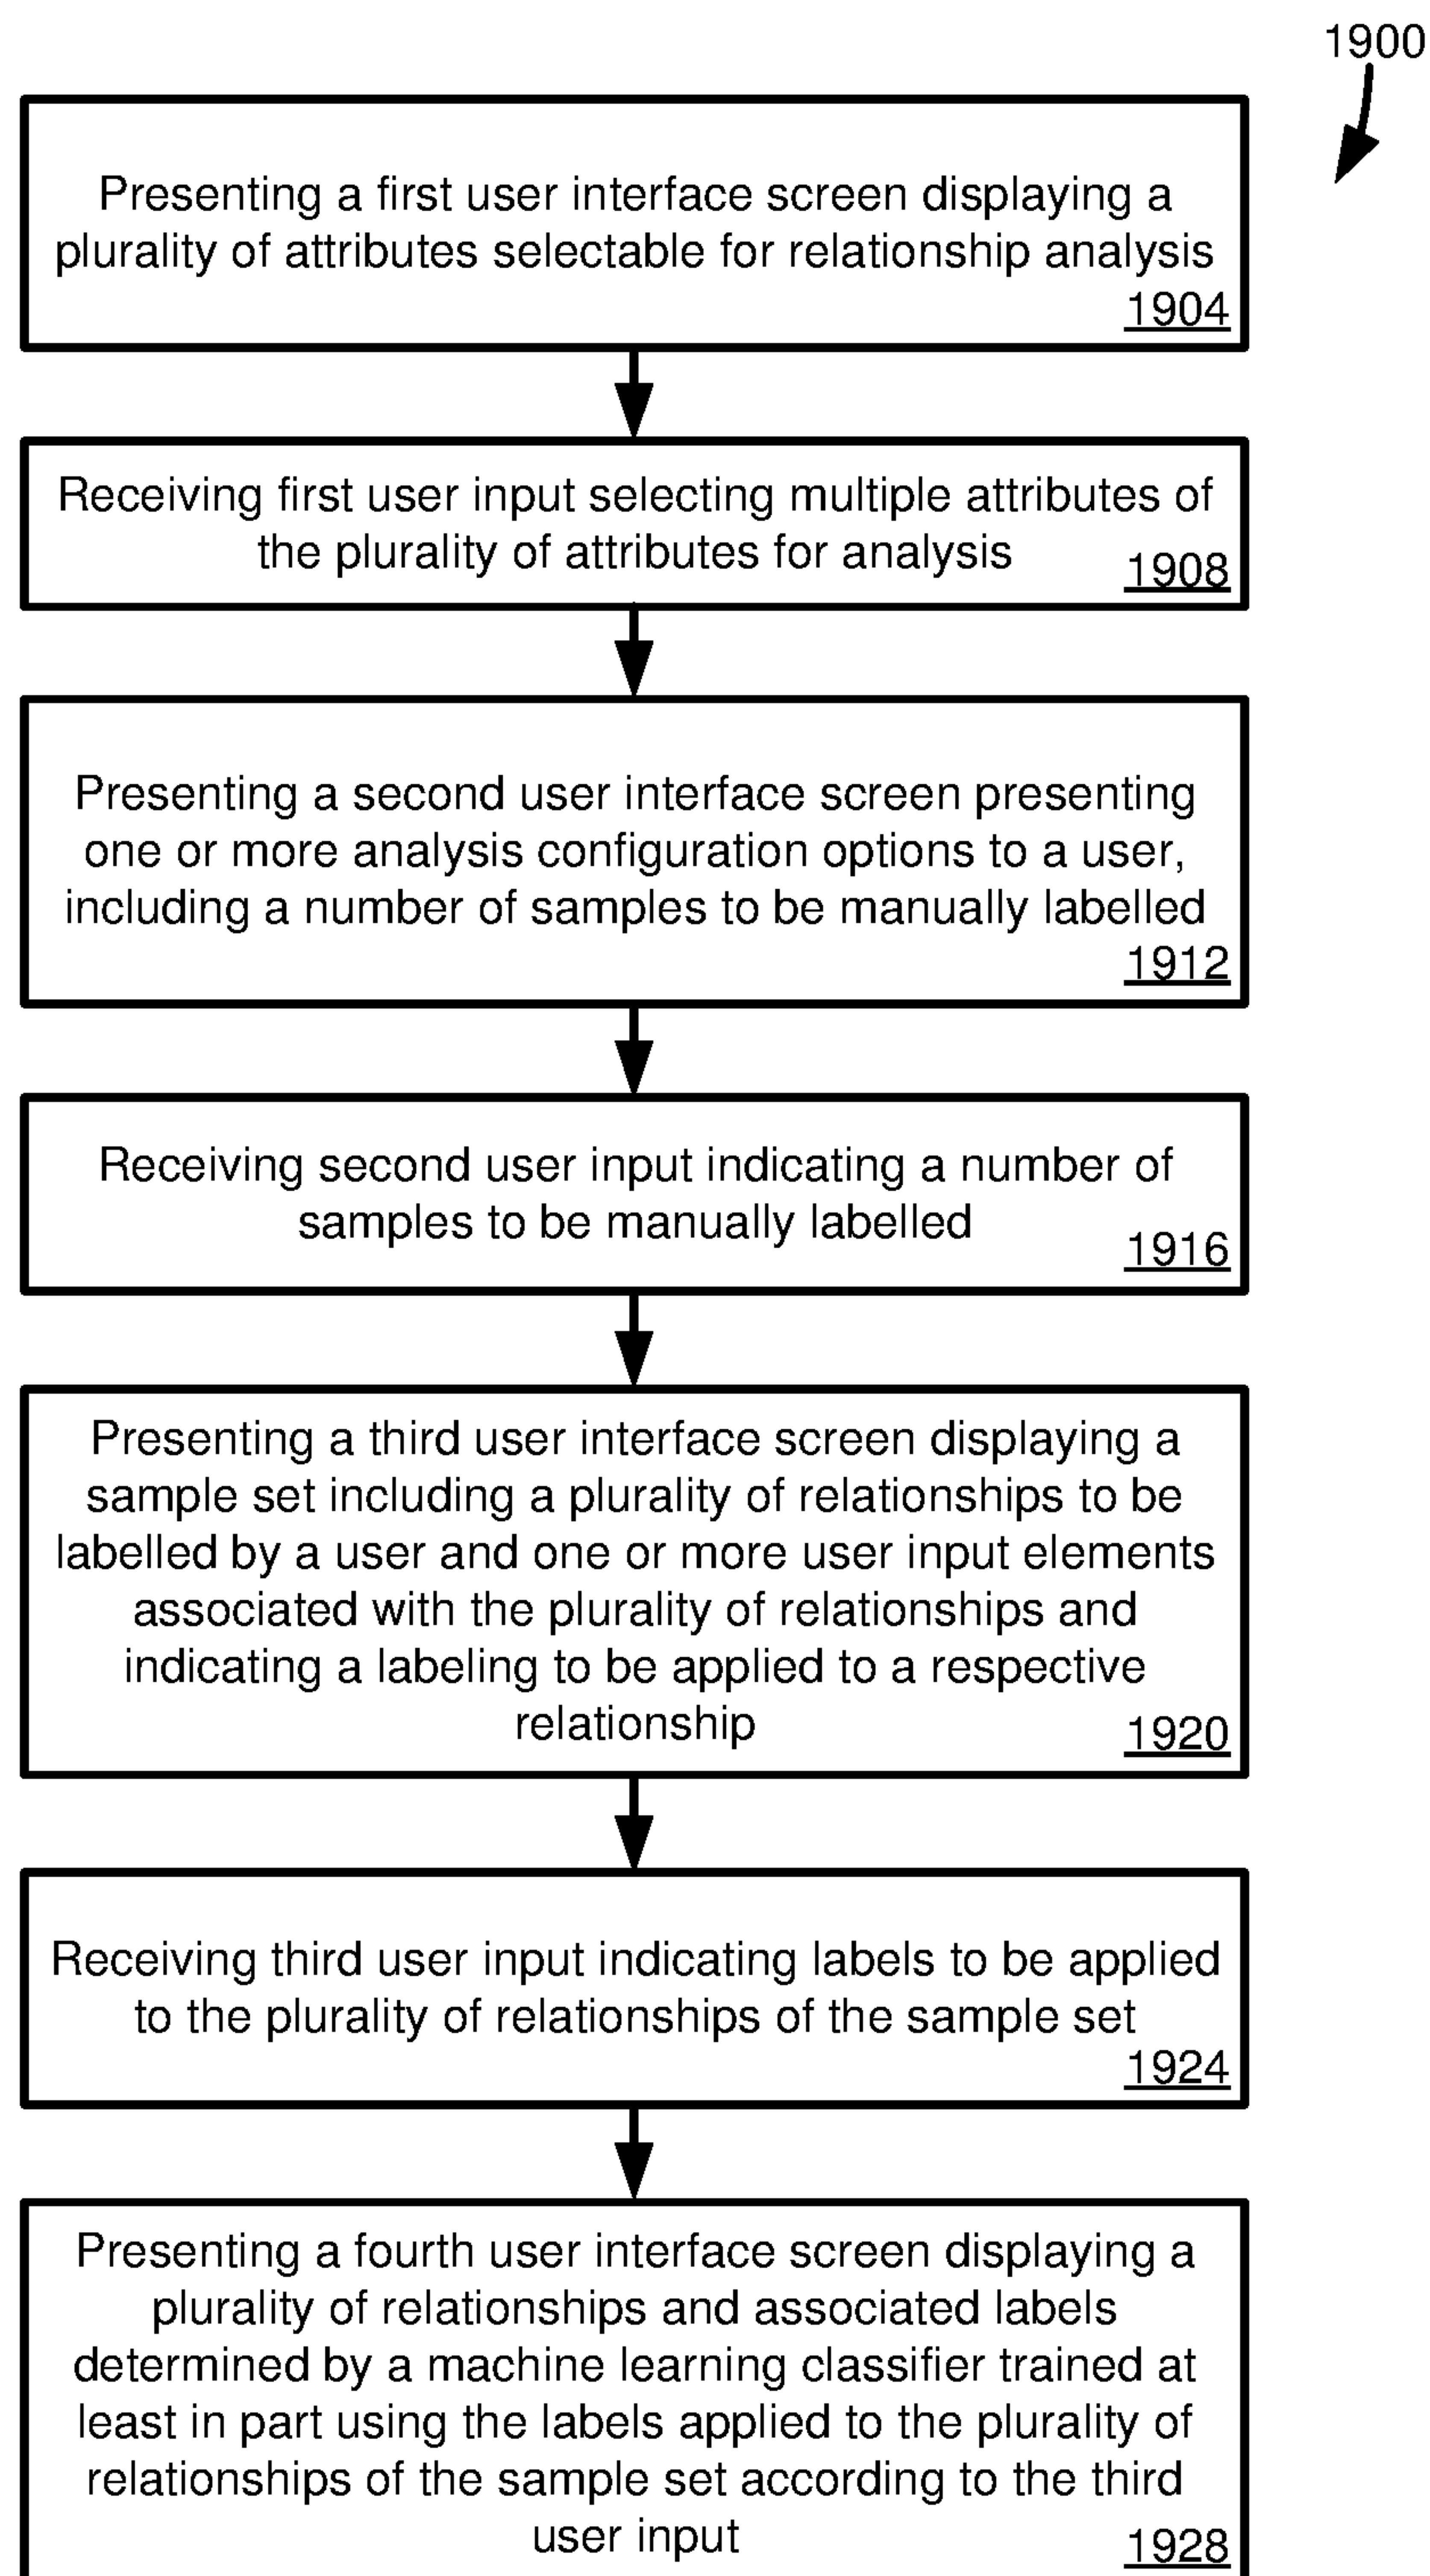 1900
Presenting a first user interface screen displaying a
plurality of attributes selectable for relationship analysis
1904
Receiving first user input selecting multiple attributes of
the plurality of attributes for analysis
1908
Presenting a second user interface screen presenting
one or more analysis configuration options to a user,
including a number of samples to be manually labelled
1912
Receiving second user input indicating a number of
samples to be manually labelled
1916
Presenting a third user interface screen displaying a
sample set including a plurality of relationships to be
labelled by a user and one or more user input elements
associated with the plurality of relationships and
indicating a labeling to be applied to a respective
relationship
1920
Receiving third user input indicating labels to be applied
to the plurality of relationships of the sample set
1924
Presenting a fourth user interface screen displaying a
plurality of relationships and associated labels
determined by a machine learning classifier trained at
least in part using the labels applied to the plurality of
relationships of the sample set according to the third
user input
1928